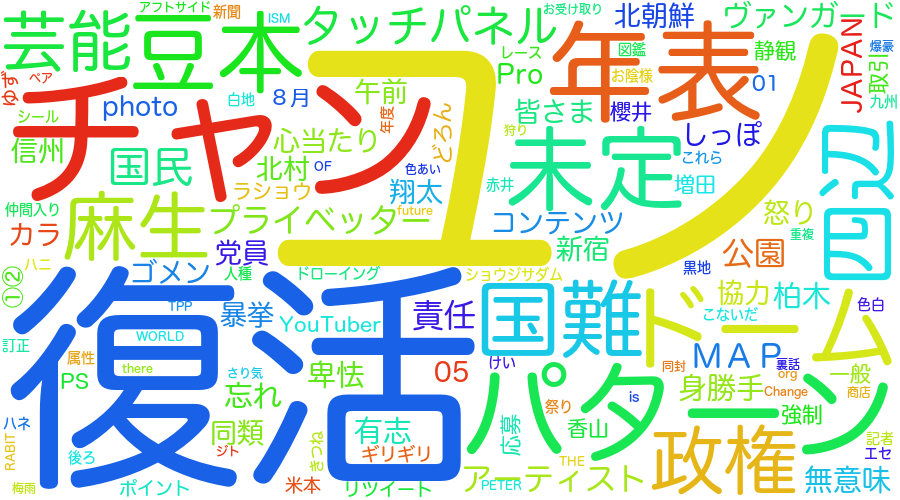 芸能
豆本
タッチパネル
お受け取り
北朝鮮
ヴァンガード
アフトサイド
新聞
ISM
ゆず
ペア
シール
信州
チャン
photo
白地
8月
午前
年度
どろん
レース
Pro
図鑑
お陰様
年表
静観
01
JAPAN
取引
爆豪
九州
ユノ
皆さま
櫻井
しっぽ
心当たり
狩り
これら
国民
北村
OF
色あい
未定
四辺
赤井
増田
ラショウ
翔太
future
仲間入り
麻生
プライベッター
コンテンツ
怒り
重複
カラ
党員
新宿
公園
ハニ
ゴメン
人種
ドローイング
ショウジサダム
黒地
①②
TPP
復活
暴挙
責任
国難
ドーム
協力
柏木
こないだ
色白
YouTuber
WORLD
訂正
属性
there
さり気
PS
卑怯
05
けい
ＭＡＰ
同封
裏話
一般
org
Change
商店
忘れ
身勝手
is
パターン
祭り
強制
ハネ
同類
有志
応募
香山
記者
RABIT
後ろ
ジト
きつね
ギリギリ
THE
政権
エセ
梅雨
ポイント
米本
リツイート
アーティスト
PETER
無意味